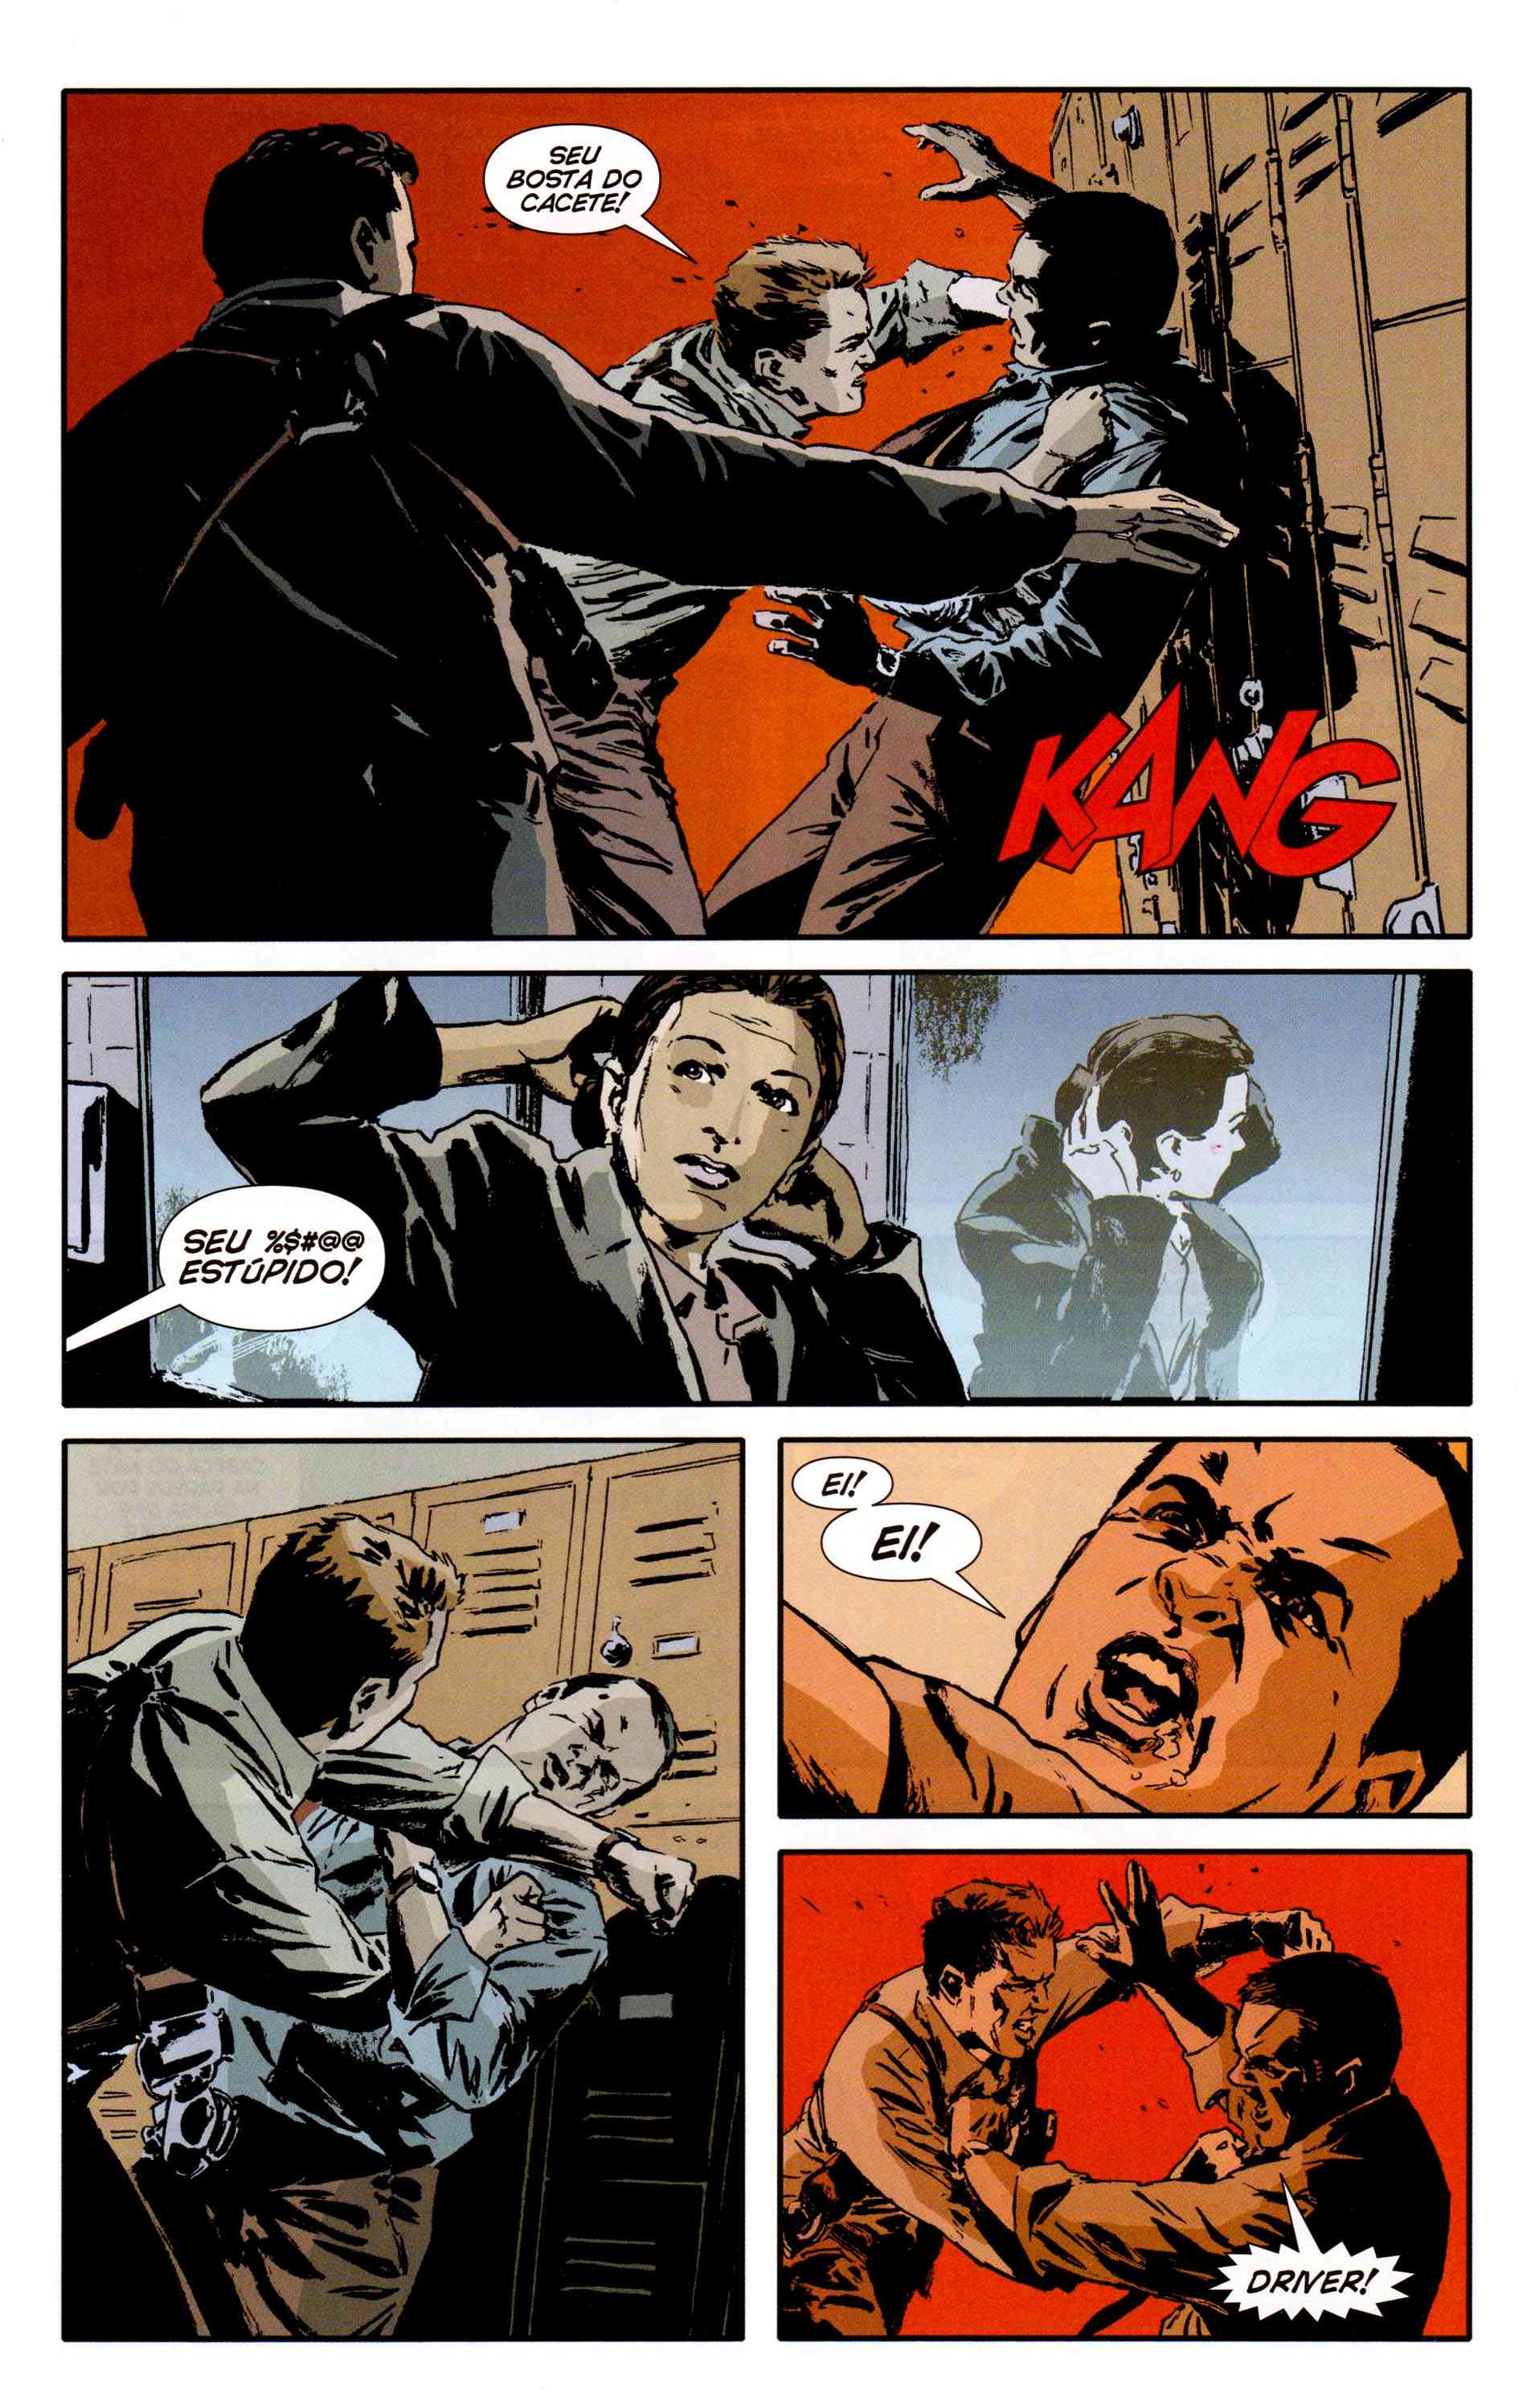 SEU
BOSTA DO
CACETE!
KANG
SEU %$#@@
ESTÚPIDO!
EI!
EI!
DRIVER!